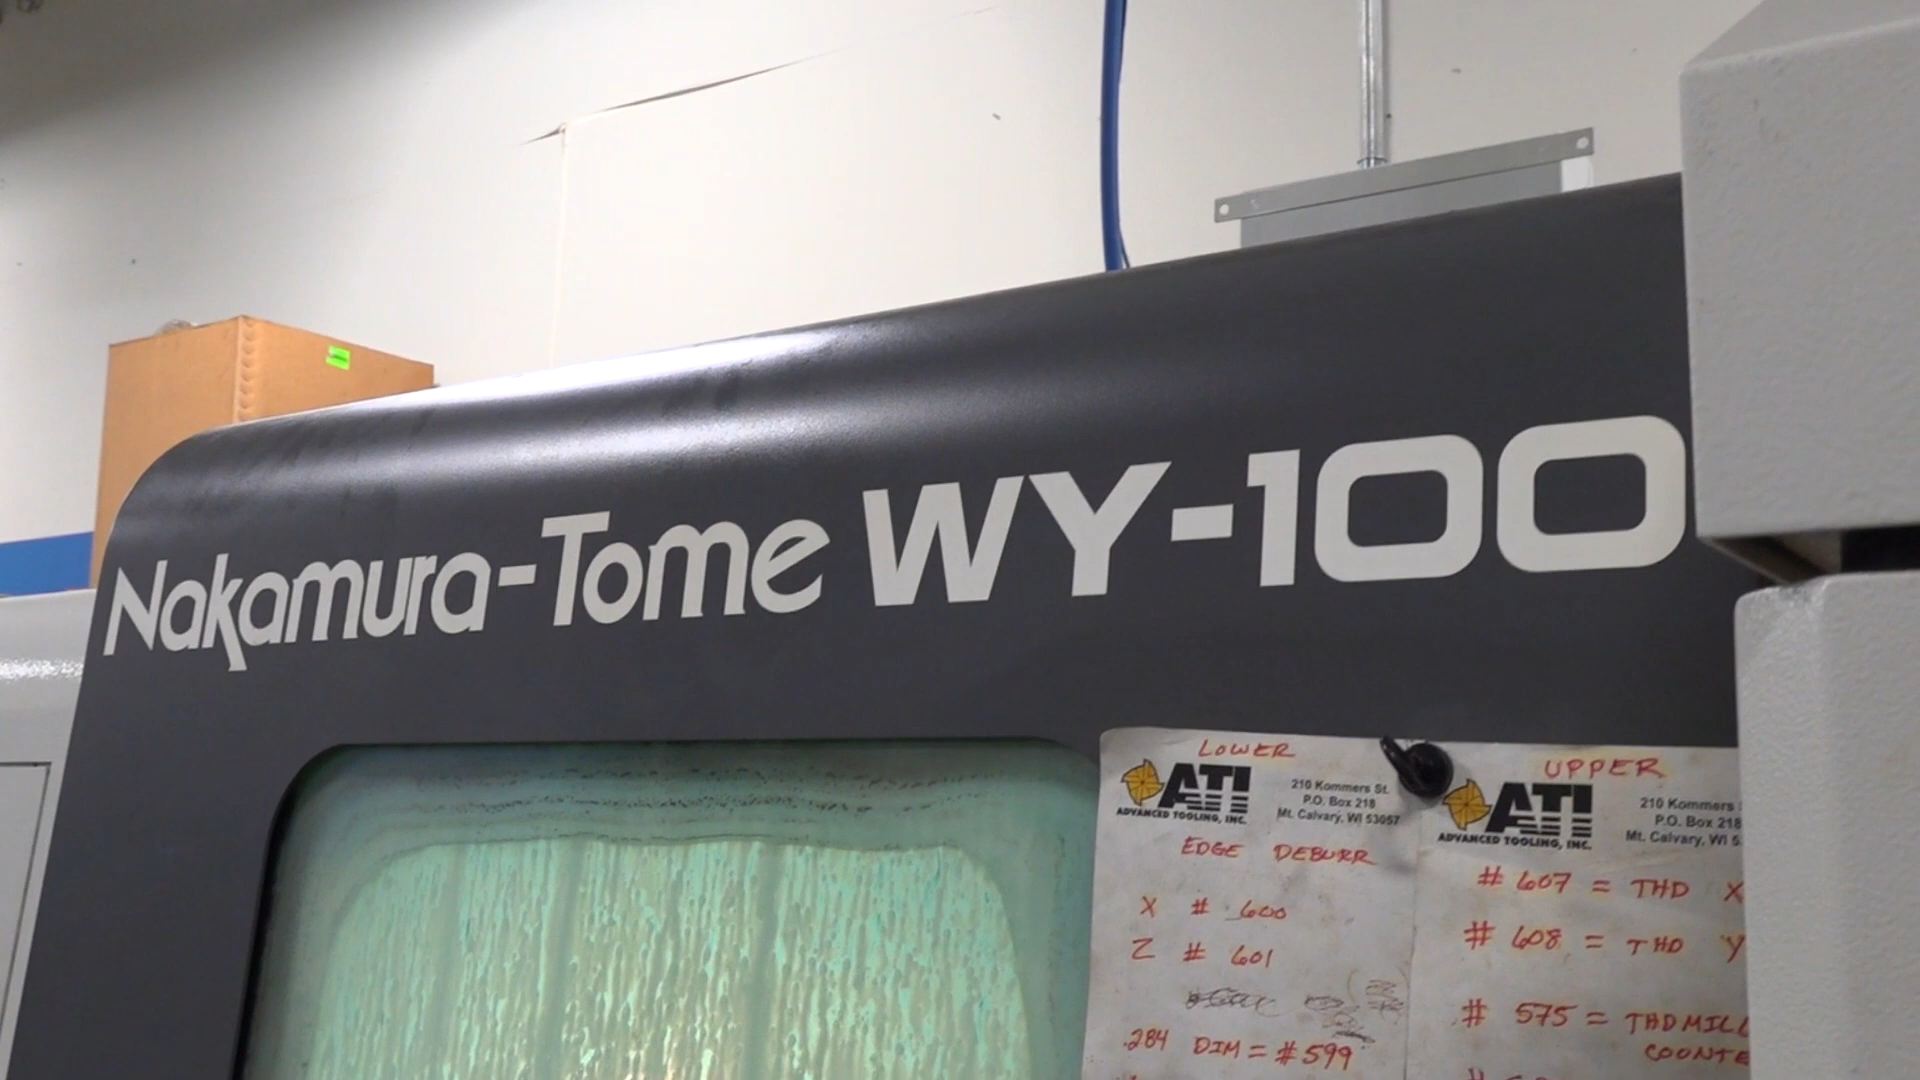 Nakamura-Tome WY-100
LOWER
ATI
ADVANCED TOOLING, INC.
210 Kommers St.
P.O. Box 218
Mt. Calvary, WI 53057
EDGE DEBURR
X # 600
Z # 601
.284 DIM = #599
UPPER
ATI
ADVANCED TOOLING, INC.
210 Kommers
P.O. Box 218
Mt. Calvary, WI 5
# 607 = THD X
# 608 = THD Y
# 575 = THDMILL
COUNTE